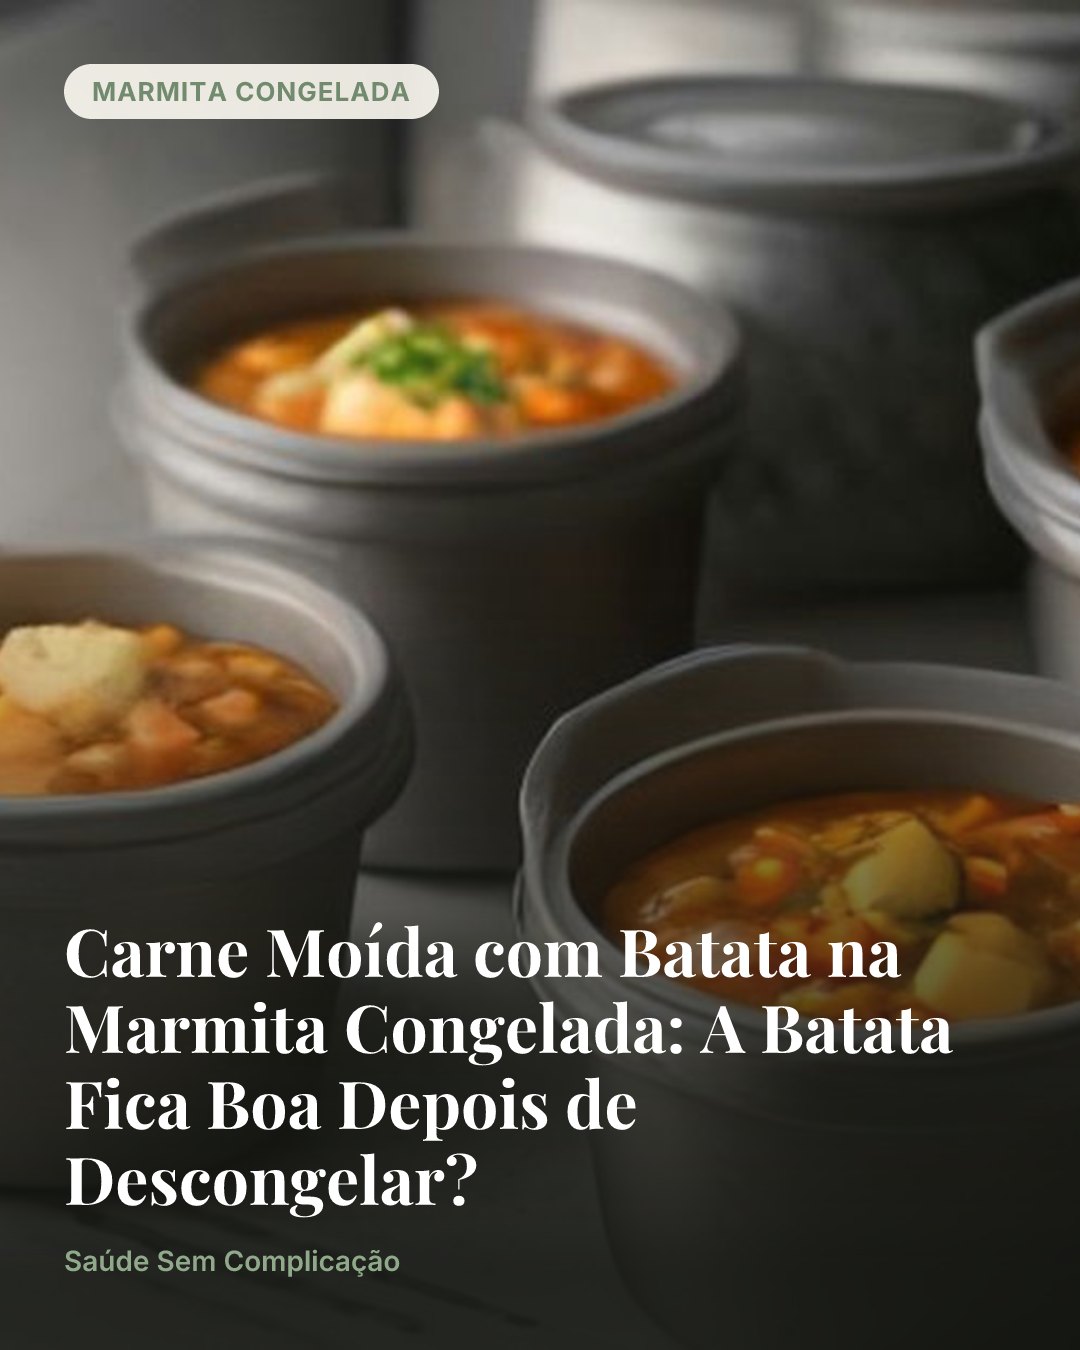 MARMITA CONGELADA
Carne Moída com Batata na
Marmita Congelada: A Batata
Fica Boa Depois de
Descongelar?
Saúde Sem Complicação